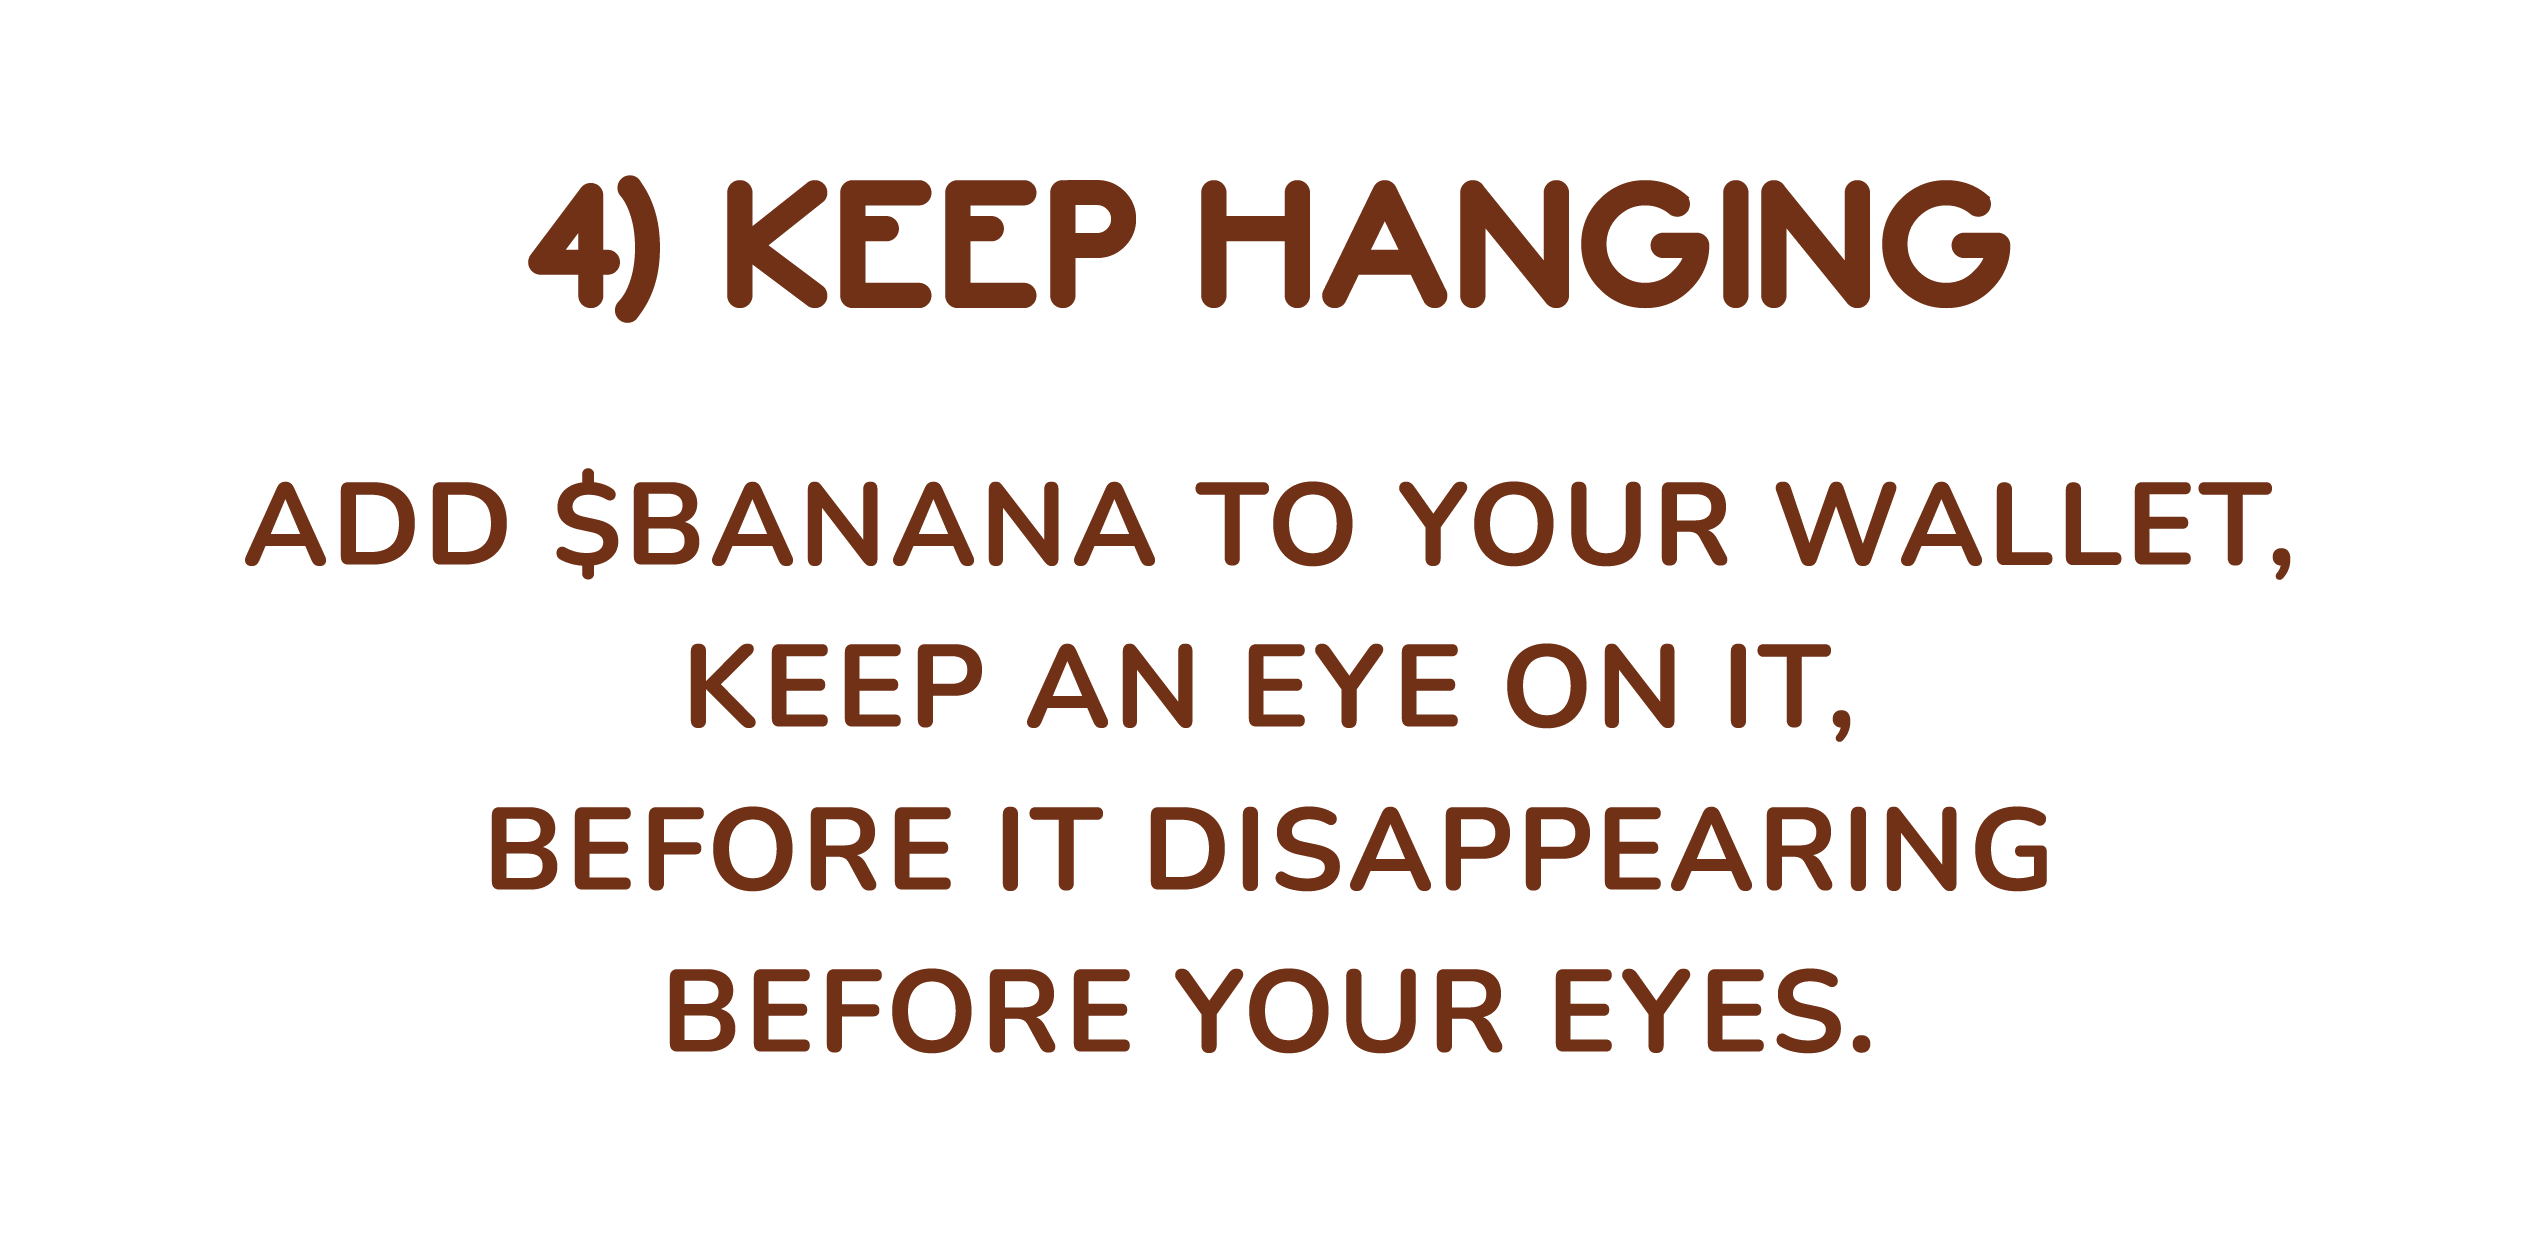 4) KEEP HANGING
ADD $BANANA TO YOUR WALLET,
KEEP AN EYE ON IT,
BEFORE IT DISAPPEARING
BEFORE YOUR EYES.